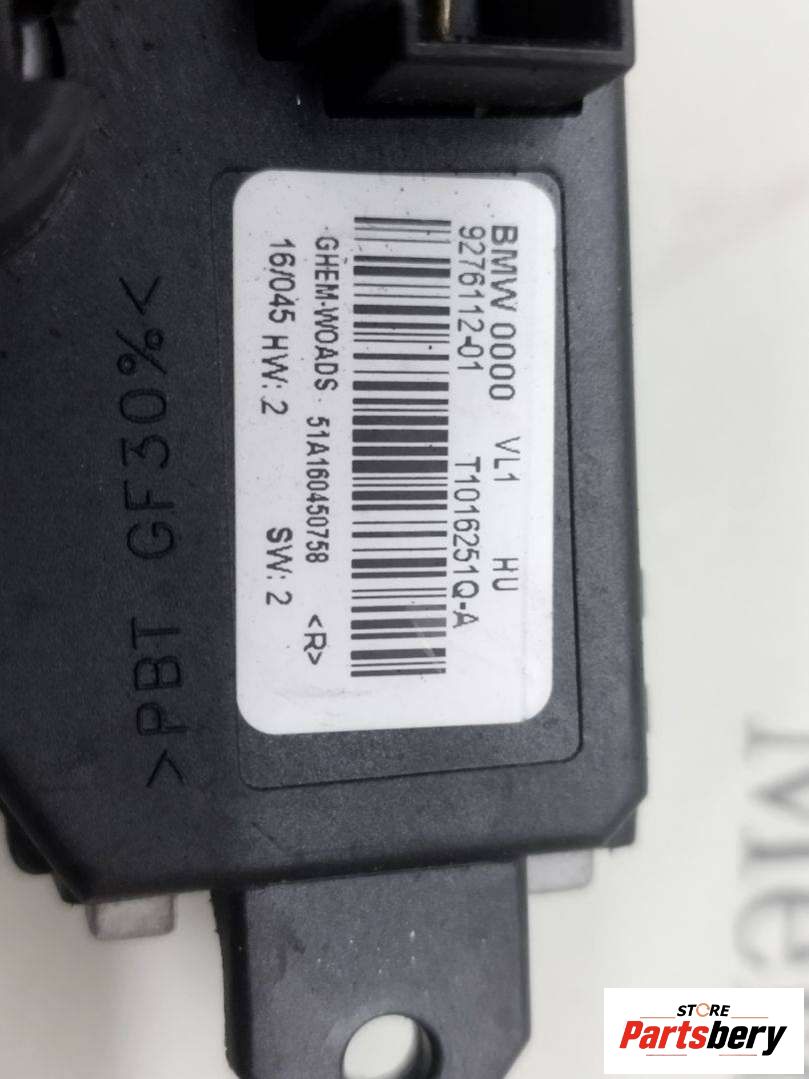 BMW 0000 VL1 HU
9276112-01 T1016251Q-A
GHEM-WOADS 51A160450758 <R>
16/045 HW: 2 SW: 2
>PBT GF30%<
Me
STORE
Partsbery